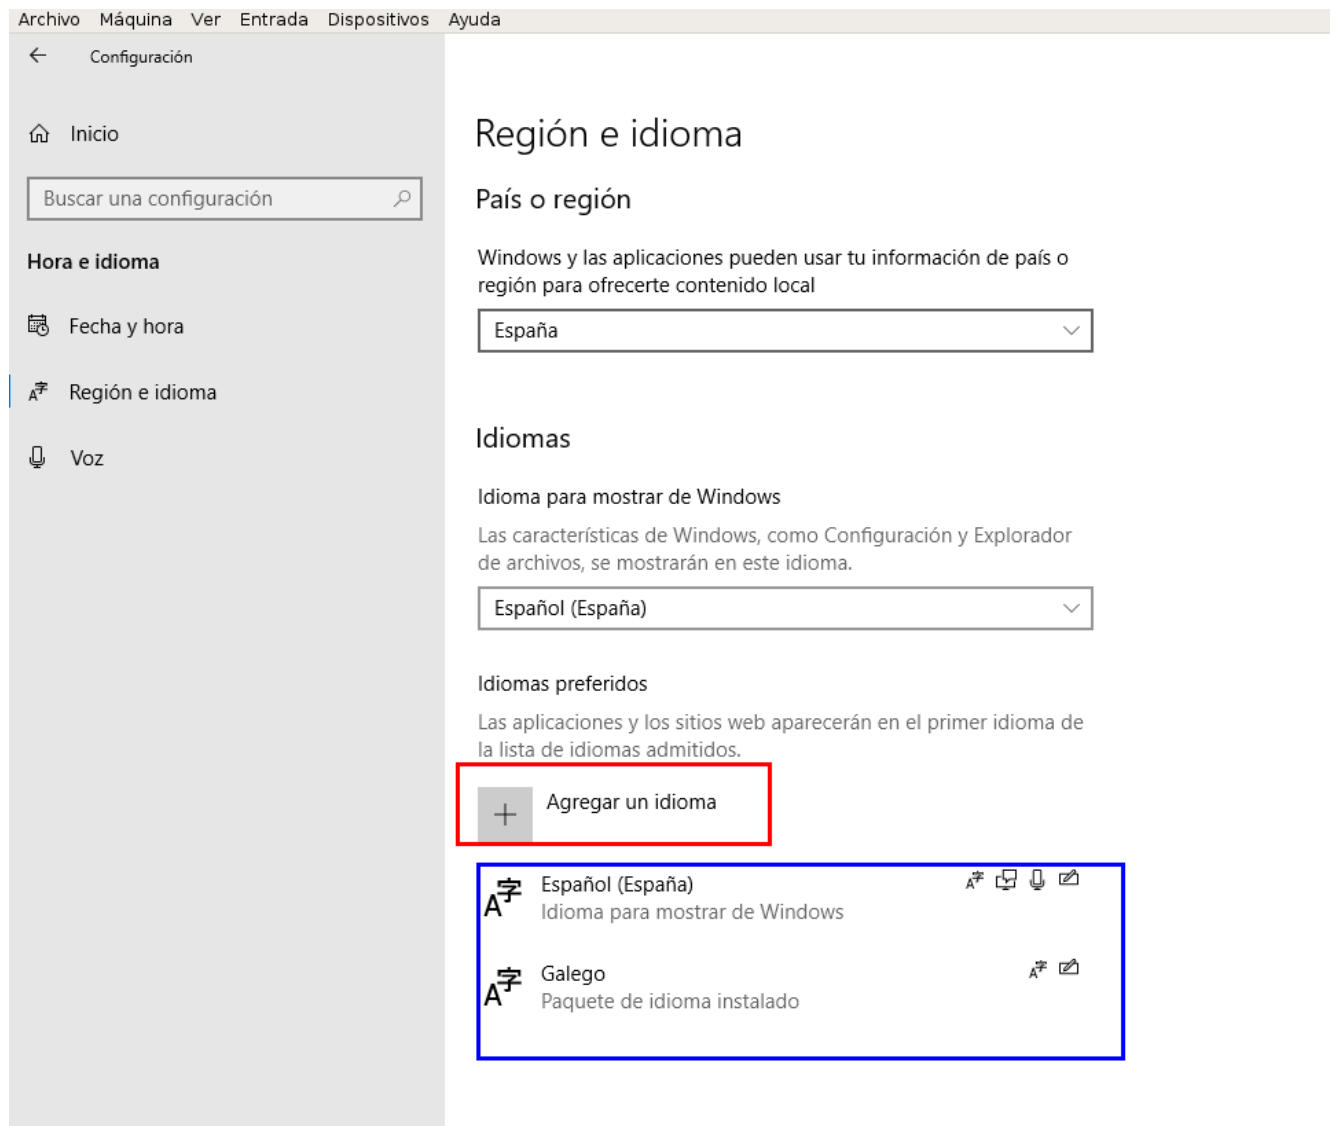 Archivo Máquina Ver Entrada Dispositivos Ayuda
Configuración
Inicio
Buscar una configuración
Hora e idioma
Fecha y hora
Región e idioma
Voz
Región e idioma
País o región
Windows y las aplicaciones pueden usar tu información de país o
región para ofrecerte contenido local
España
Idiomas
Idioma para mostrar de Windows
Las características de Windows, como Configuración y Explorador
de archivos, se mostrarán en este idioma.
Español (España)
Idiomas preferidos
Las aplicaciones y los sitios web aparecerán en el primer idioma de
la lista de idiomas admitidos.
Agregar un idioma
Español (España)
Idioma para mostrar de Windows
Galego
Paquete de idioma instalado